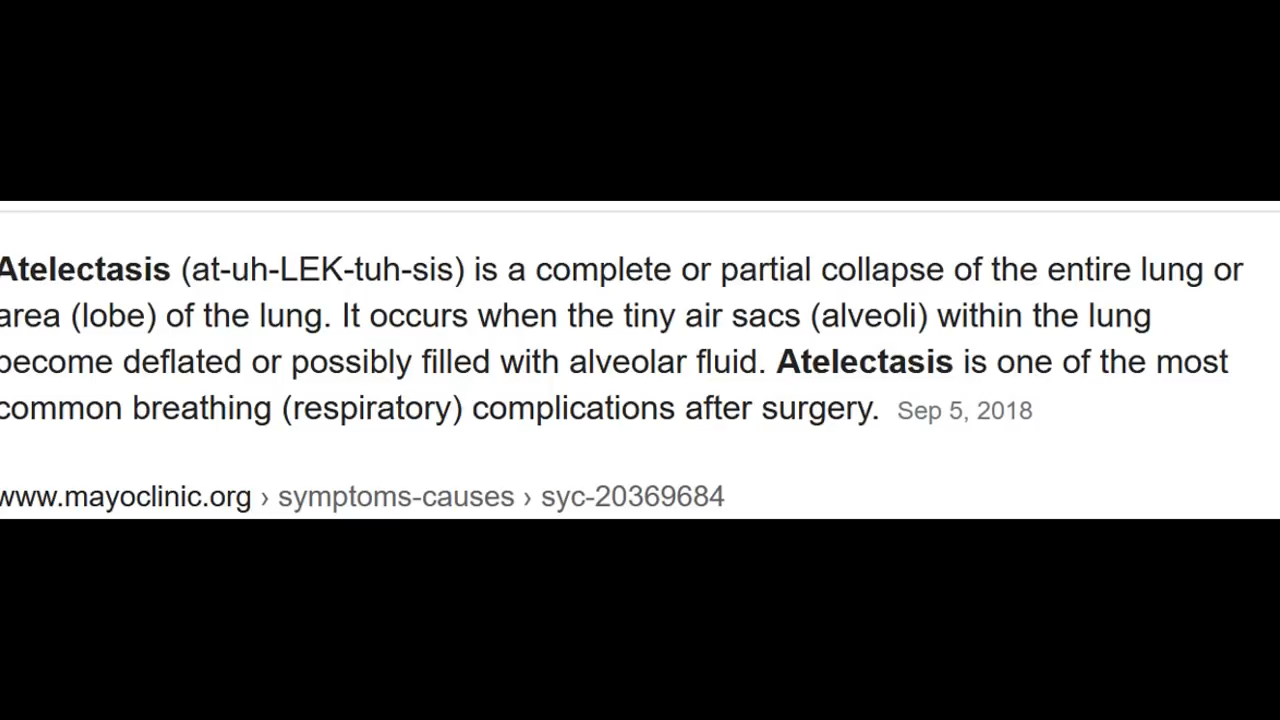 Atelectasis (at-uh-LEK-tuh-sis) is a complete or partial collapse of the entire lung or
area (lobe) of the lung. It occurs when the tiny air sacs (alveoli) within the lung
become deflated or possibly filled with alveolar fluid. Atelectasis is one of the most
common breathing (respiratory) complications after surgery. Sep 5, 2018
www.mayoclinic.org › symptoms-causes › syc-20369684